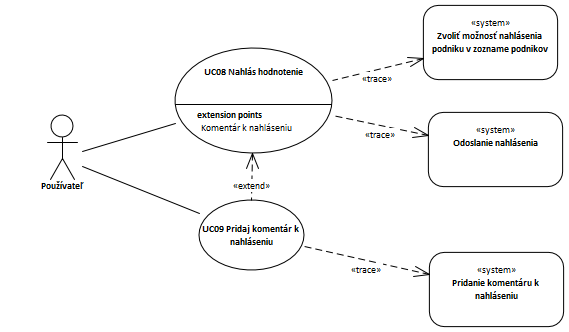 «system»
Zvoliť možnosť nahlásenia
podniku v zozname podnikov
UC08 Nahlás hodnotenie
«trace»
extension points
Komentár k nahláseniu
«trace»
«system»
Odoslanie nahlásenia
Používateľ
«extend»
UC09 Pridaj komentár k
nahláseniu
«trace»
«system»
Pridanie komentáru k
nahláseniu